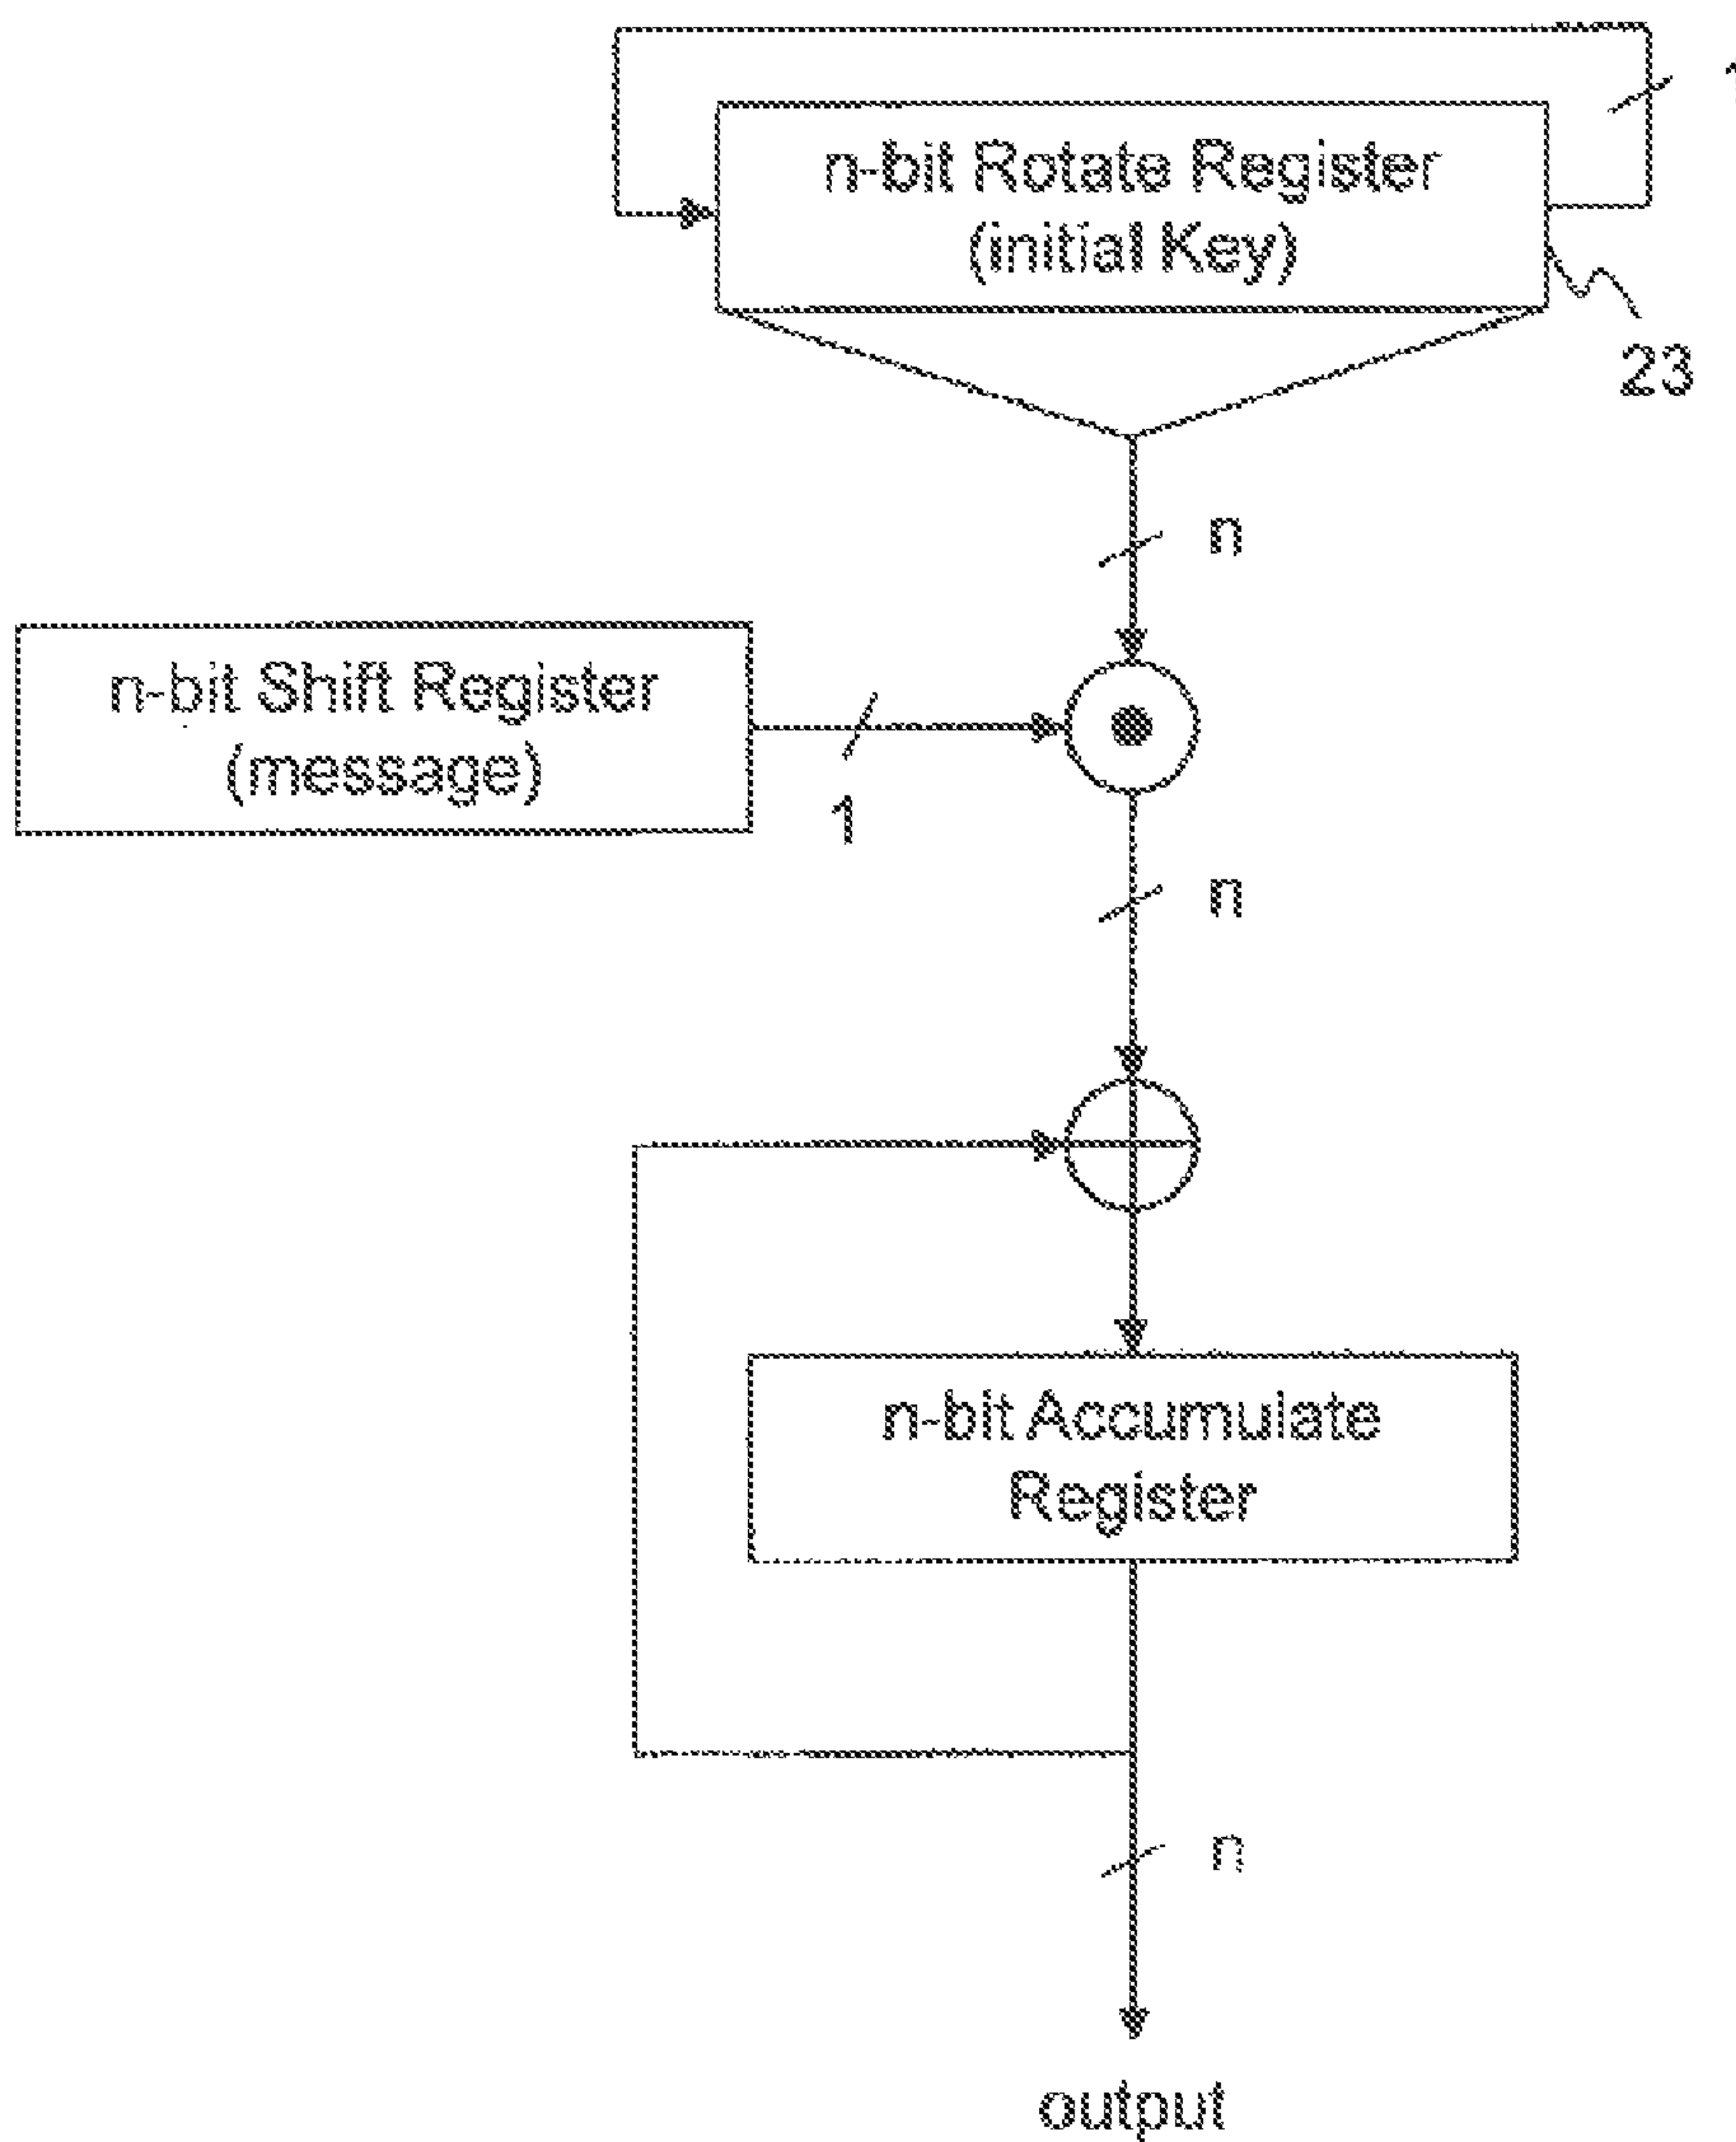 1
n-bit Rotate Register
(initial Key)
23
n
n-bit Shift Register
(message)
1
n
n-bit Accumulate
Register
n
output